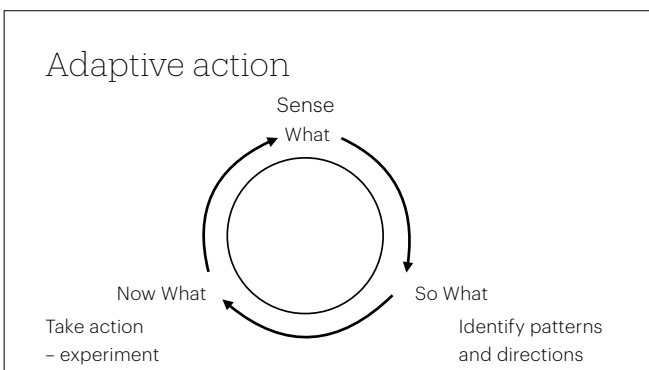 Adaptive action
Sense
What
Now What
So What
Take action
– experiment
Identify patterns
and directions